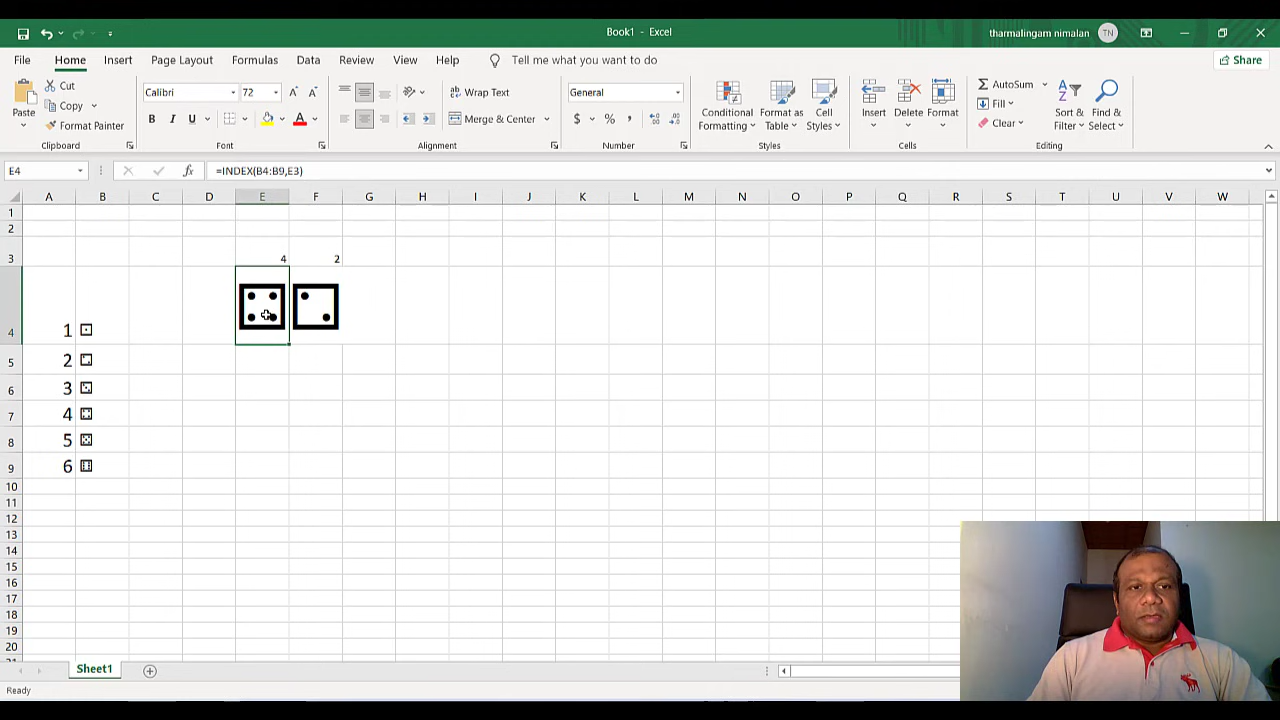 Book1 - Excel
tharmalingam nimalan TN
File Home Insert Page Layout Formulas Data Review View Help Tell me what you want to do Share
Paste Cut Copy Format Painter Clipboard
Calibri 72 A A B I U A Font
Wrap Text Merge & Center Alignment
General $ % , Number
Conditional Formatting Format as Table Cell Styles Styles
Insert Delete Format Cells
AutoSum Fill Clear Sort & Filter Find & Select Editing
E4 fx =INDEX(B4:B9,E3)
A B C D E F G H I J K L M N O P Q R S T U V W
1
2
3 4 2
4 1 ⚀ ⚃ ⚁
5 2 ⚁
6 3 ⚂
7 4 ⚃
8 5 ⚄
9 6 ⚅
10
11
12
13
14
15
16
17
18
19
20
Sheet1
Ready